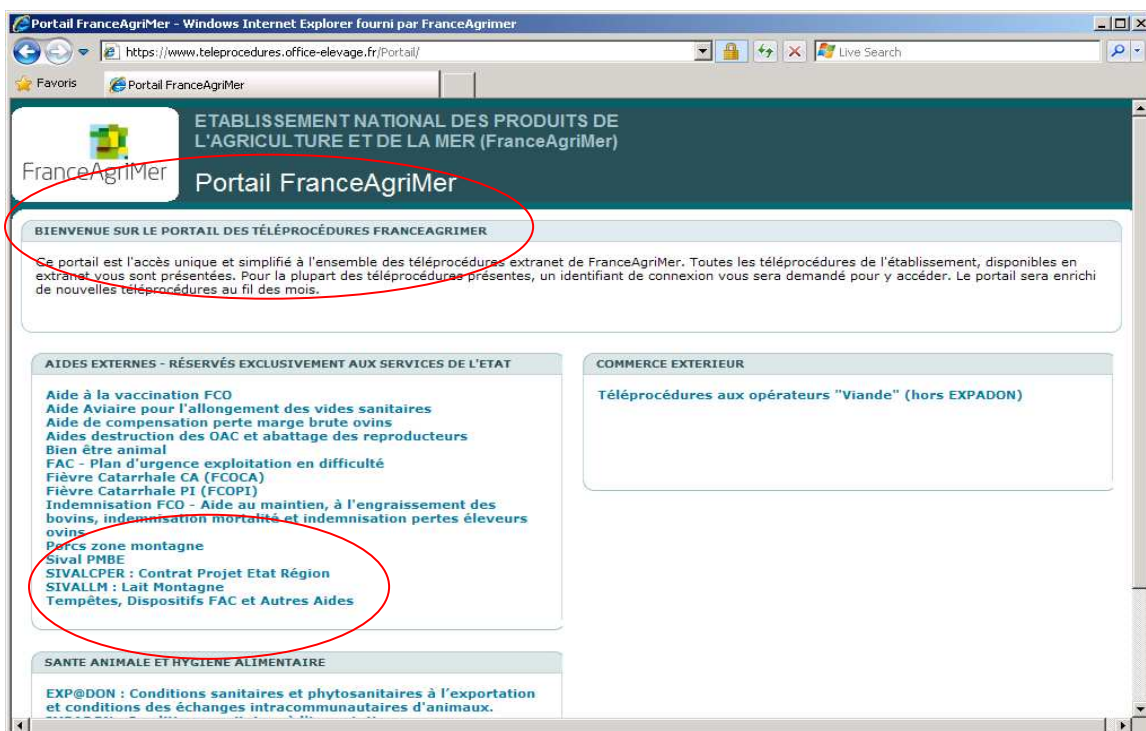 Portail FranceAgriMer - Windows Internet Explorer fourni par FranceAgrimer
https://www.teleprocedures.office-elevage.fr/Portail/
Live Search
Favoris
Portail FranceAgriMer
FranceAgriMer
ETABLISSEMENT NATIONAL DES PRODUITS DE
L'AGRICULTURE ET DE LA MER (FranceAgriMer)
Portail FranceAgriMer
BIENVENUE SUR LE PORTAIL DES TÉLÉPROCÉDURES FRANCEAGRIMER
Ce portail est l'accès unique et simplifié à l'ensemble des téléprocédures extranet de FranceAgriMer. Toutes les téléprocédures de l'établissement, disponibles en
extranet vous sont présentées. Pour la plupart des téléprocédures présentes, un identifiant de connexion vous sera demandé pour y accéder. Le portail sera enrichi
de nouvelles téléprocédures au fil des mois.
AIDES EXTERNES - RÉSERVÉS EXCLUSIVEMENT AUX SERVICES DE L'ETAT
Aide à la vaccination FCO
Aide Aviaire pour l'allongement des vides sanitaires
Aide de compensation perte marge brute ovins
Aides destruction des OAC et abattage des reproducteurs
Bien être animal
FAC - Plan d'urgence exploitation en difficulté
Fièvre Catarrhale CA (FCOCA)
Fièvre Catarrhale PI (FCOPI)
Indemnisation FCO - Aide au maintien, à l'engraissement des
bovins, indemnisation mortalité et indemnisation pertes éleveurs
ovins
Porcs zone montagne
Sival PMBE
SIVALCPER : Contrat Projet Etat Région
SIVALLM : Lait Montagne
Tempêtes, Dispositifs FAC et Autres Aides
COMMERCE EXTERIEUR
Téléprocédures aux opérateurs "Viande" (hors EXPADON)
SANTE ANIMALE ET HYGIENE ALIMENTAIRE
EXP@DON : Conditions sanitaires et phytosanitaires à l'exportation
et conditions des échanges intracommunautaires d'animaux.